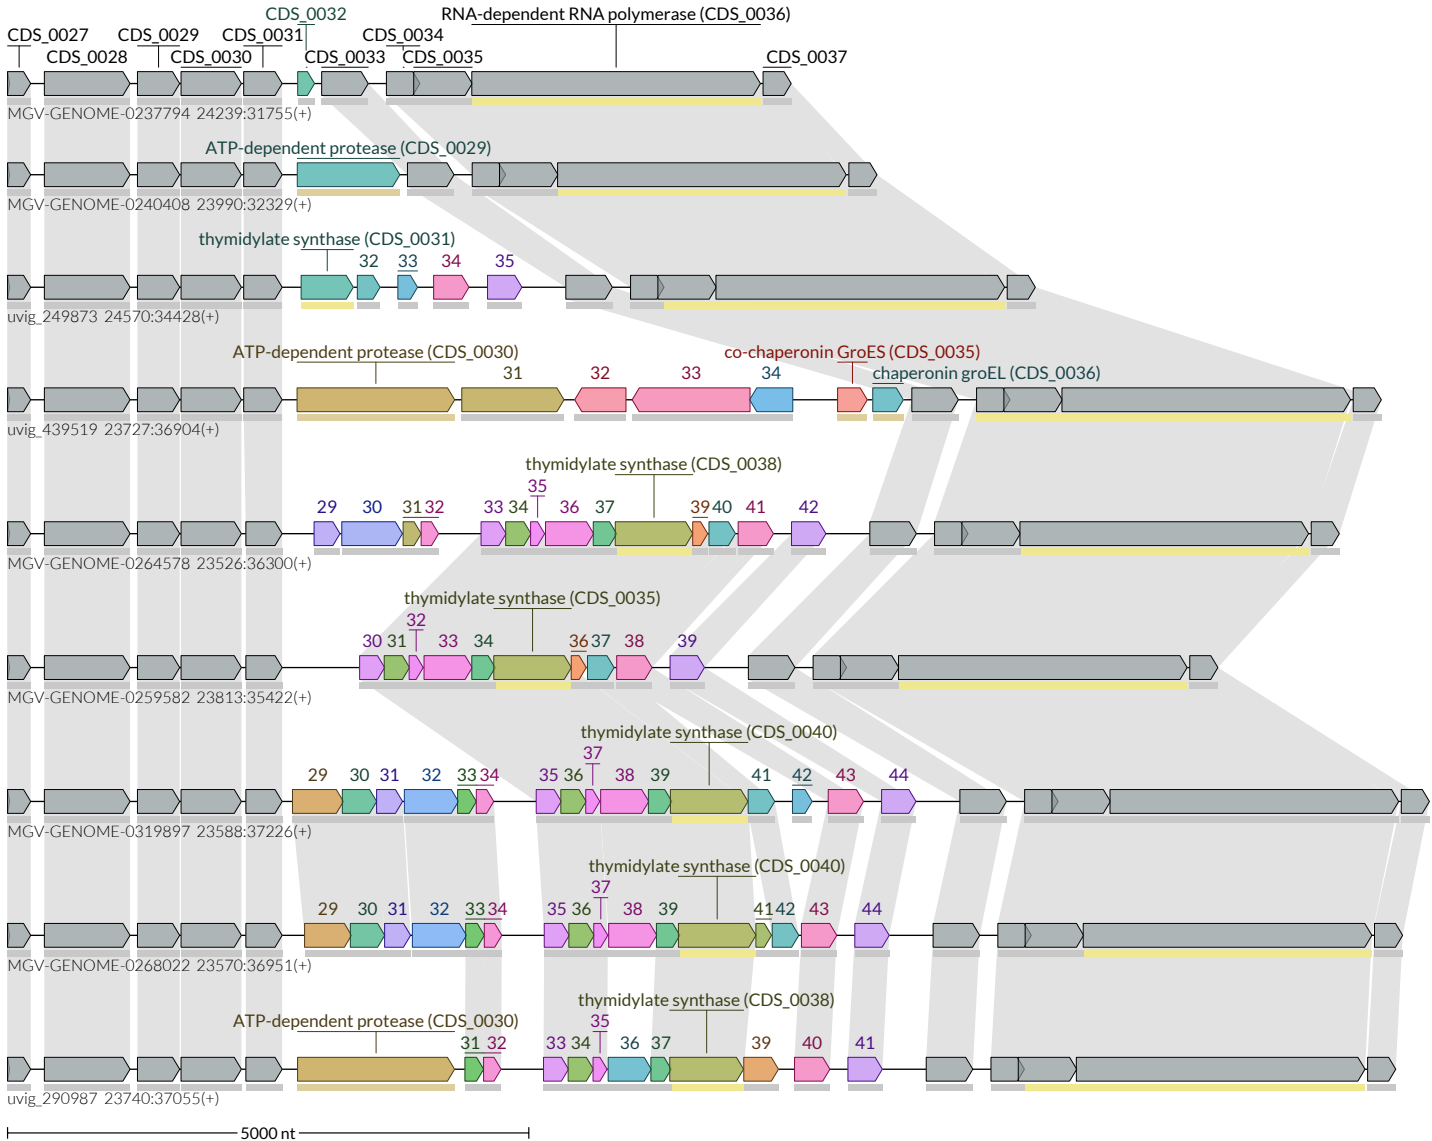 CDS_0032
RNA-dependent RNA polymerase (CDS_0036)
CDS_0027 CDS_0029 CDS_0031 CDS_0034
CDS_0028 CDS_0030 CDS_0033 CDS_0035 CDS_0037
MGV-GENOME-0237794 24239:31755(+)
ATP-dependent protease (CDS_0029)
MGV-GENOME-0240408 23990:32329(+)
thymidylate synthase (CDS_0031)
32 33 34 35
uvig_249873 24570:34428(+)
ATP-dependent protease (CDS_0030) co-chaperonin GroES (CDS_0035)
31 32 33 34 chaperonin groEL (CDS_0036)
uvig_439519 23727:36904(+)
thymidylate synthase (CDS_0038)
35
29 30 31 32 33 34 36 37 39 40 41 42
MGV-GENOME-0264578 23526:36300(+)
thymidylate synthase (CDS_0035)
32
30 31 33 34 36 37 38 39
MGV-GENOME-0259582 23813:35422(+)
thymidylate synthase (CDS_0040)
37
29 30 31 32 33 34 35 36 38 39 41 42 43 44
MGV-GENOME-0319897 23588:37226(+)
thymidylate synthase (CDS_0040)
37
29 30 31 32 33 34 35 36 38 39 41 42 43 44
MGV-GENOME-0268022 23570:36951(+)
thymidylate synthase (CDS_0038)
ATP-dependent protease (CDS_0030) 35
31 32 33 34 36 37 39 40 41
uvig_290987 23740:37055(+)
5000 nt